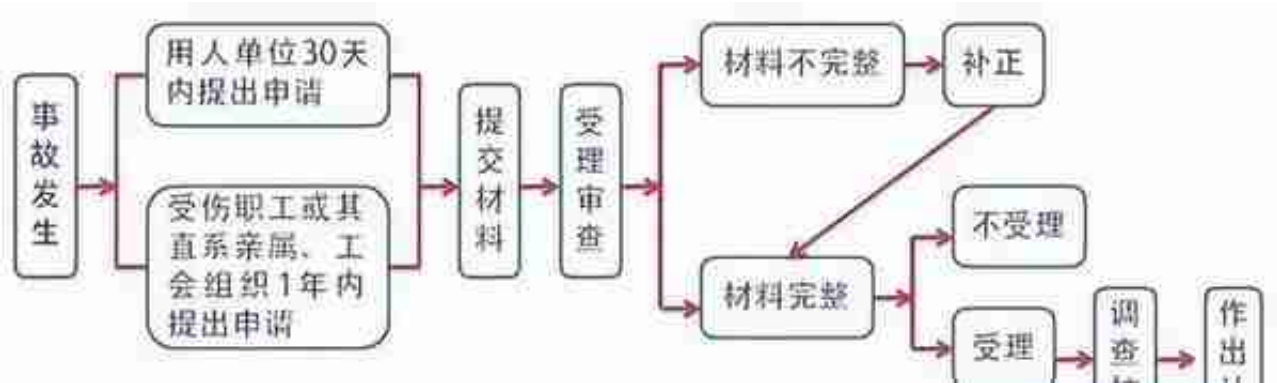 事故发生
用人单位30天
内提出申请
受伤职工或其
直系亲属、工
会组织1年内
提出申请
提交材料
受理审查
材料不完整
补正
材料完整
不受理
受理
调查
作出